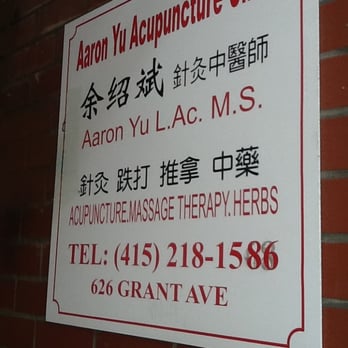 Aaron Yu Acupuncture
余绍斌 針灸中醫師
Aaron Yu L.Ac. M.S.
針灸 跌打 推拿 中藥
ACUPUNCTURE.MASSAGE THERAPY.HERBS
TEL: (415) 218-1586
626 GRANT AVE